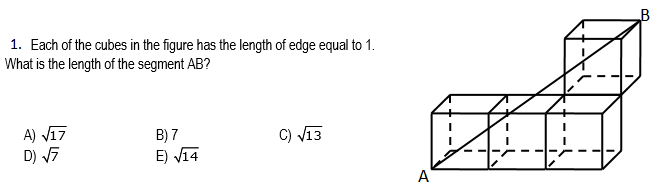 B
1. Each of the cubes in the figure has the length of edge equal to 1.
What is the length of the segment AB?
A) √17 B) 7 C) √13
D) √7 E) √14
A